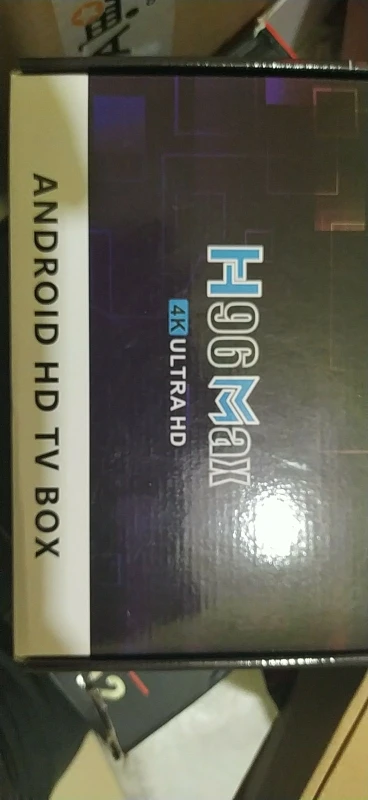 H96 Max
4K ULTRA HD
ANDROID HD TV BOX